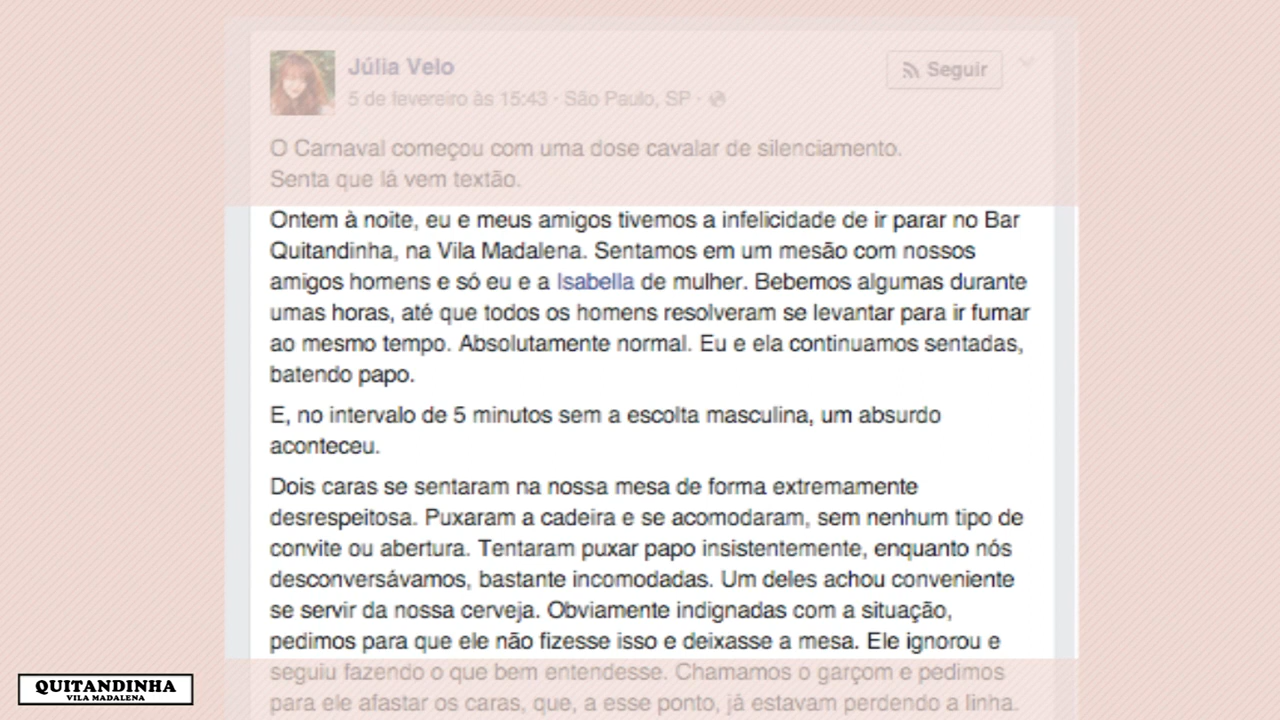 Júlia Velo
Seguir
5 de fevereiro às 15:43 · São Paulo, SP ·
O Carnaval começou com uma dose cavalar de silenciamento.
Senta que lá vem textão.
Ontem à noite, eu e meus amigos tivemos a infelicidade de ir parar no Bar
Quitandinha, na Vila Madalena. Sentamos em um mesão com nossos
amigos homens e só eu e a Isabella de mulher. Bebemos algumas durante
umas horas, até que todos os homens resolveram se levantar para ir fumar
ao mesmo tempo. Absolutamente normal. Eu e ela continuamos sentadas,
batendo papo.
E, no intervalo de 5 minutos sem a escolta masculina, um absurdo
aconteceu.
Dois caras se sentaram na nossa mesa de forma extremamente
desrespeitosa. Puxaram a cadeira e se acomodaram, sem nenhum tipo de
convite ou abertura. Tentaram puxar papo insistentemente, enquanto nós
desconversávamos, bastante incomodadas. Um deles achou conveniente
se servir da nossa cerveja. Obviamente indignadas com a situação,
pedimos para que ele não fizesse isso e deixasse a mesa. Ele ignorou e
seguiu fazendo o que bem entendesse. Chamamos o garçom e pedimos
para ele afastar os caras, que, a esse ponto, já estavam perdendo a linha.
QUITANDINHA
VILA MADALENA